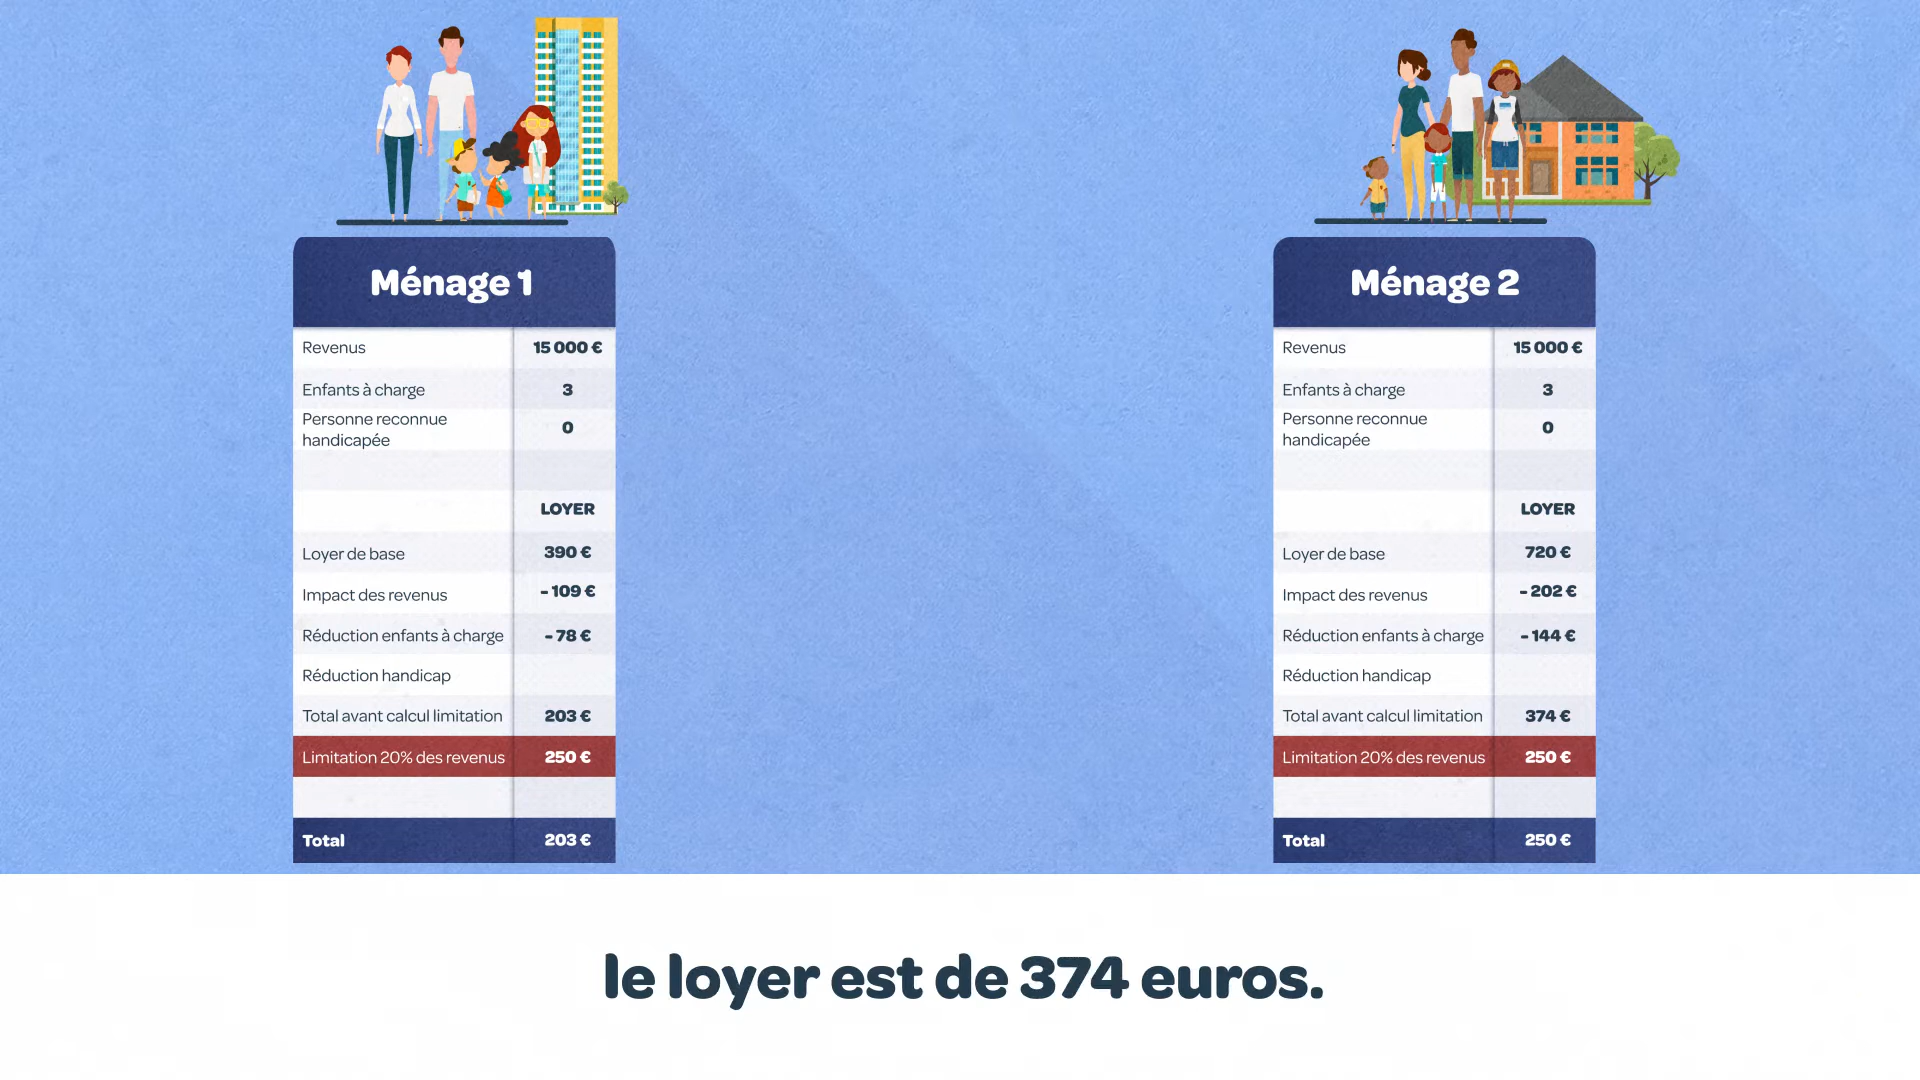 Ménage 1
Revenus 15 000 €
Enfants à charge 3
Personne reconnue
handicapée 0
LOYER
Loyer de base 390 €
Impact des revenus - 109 €
Réduction enfants à charge - 78 €
Réduction handicap
Total avant calcul limitation 203 €
Limitation 20% des revenus 250 €
Total 203 €
Ménage 2
Revenus 15 000 €
Enfants à charge 3
Personne reconnue
handicapée 0
LOYER
Loyer de base 720 €
Impact des revenus - 202 €
Réduction enfants à charge - 144 €
Réduction handicap
Total avant calcul limitation 374 €
Limitation 20% des revenus 250 €
Total 250 €
le loyer est de 374 euros.